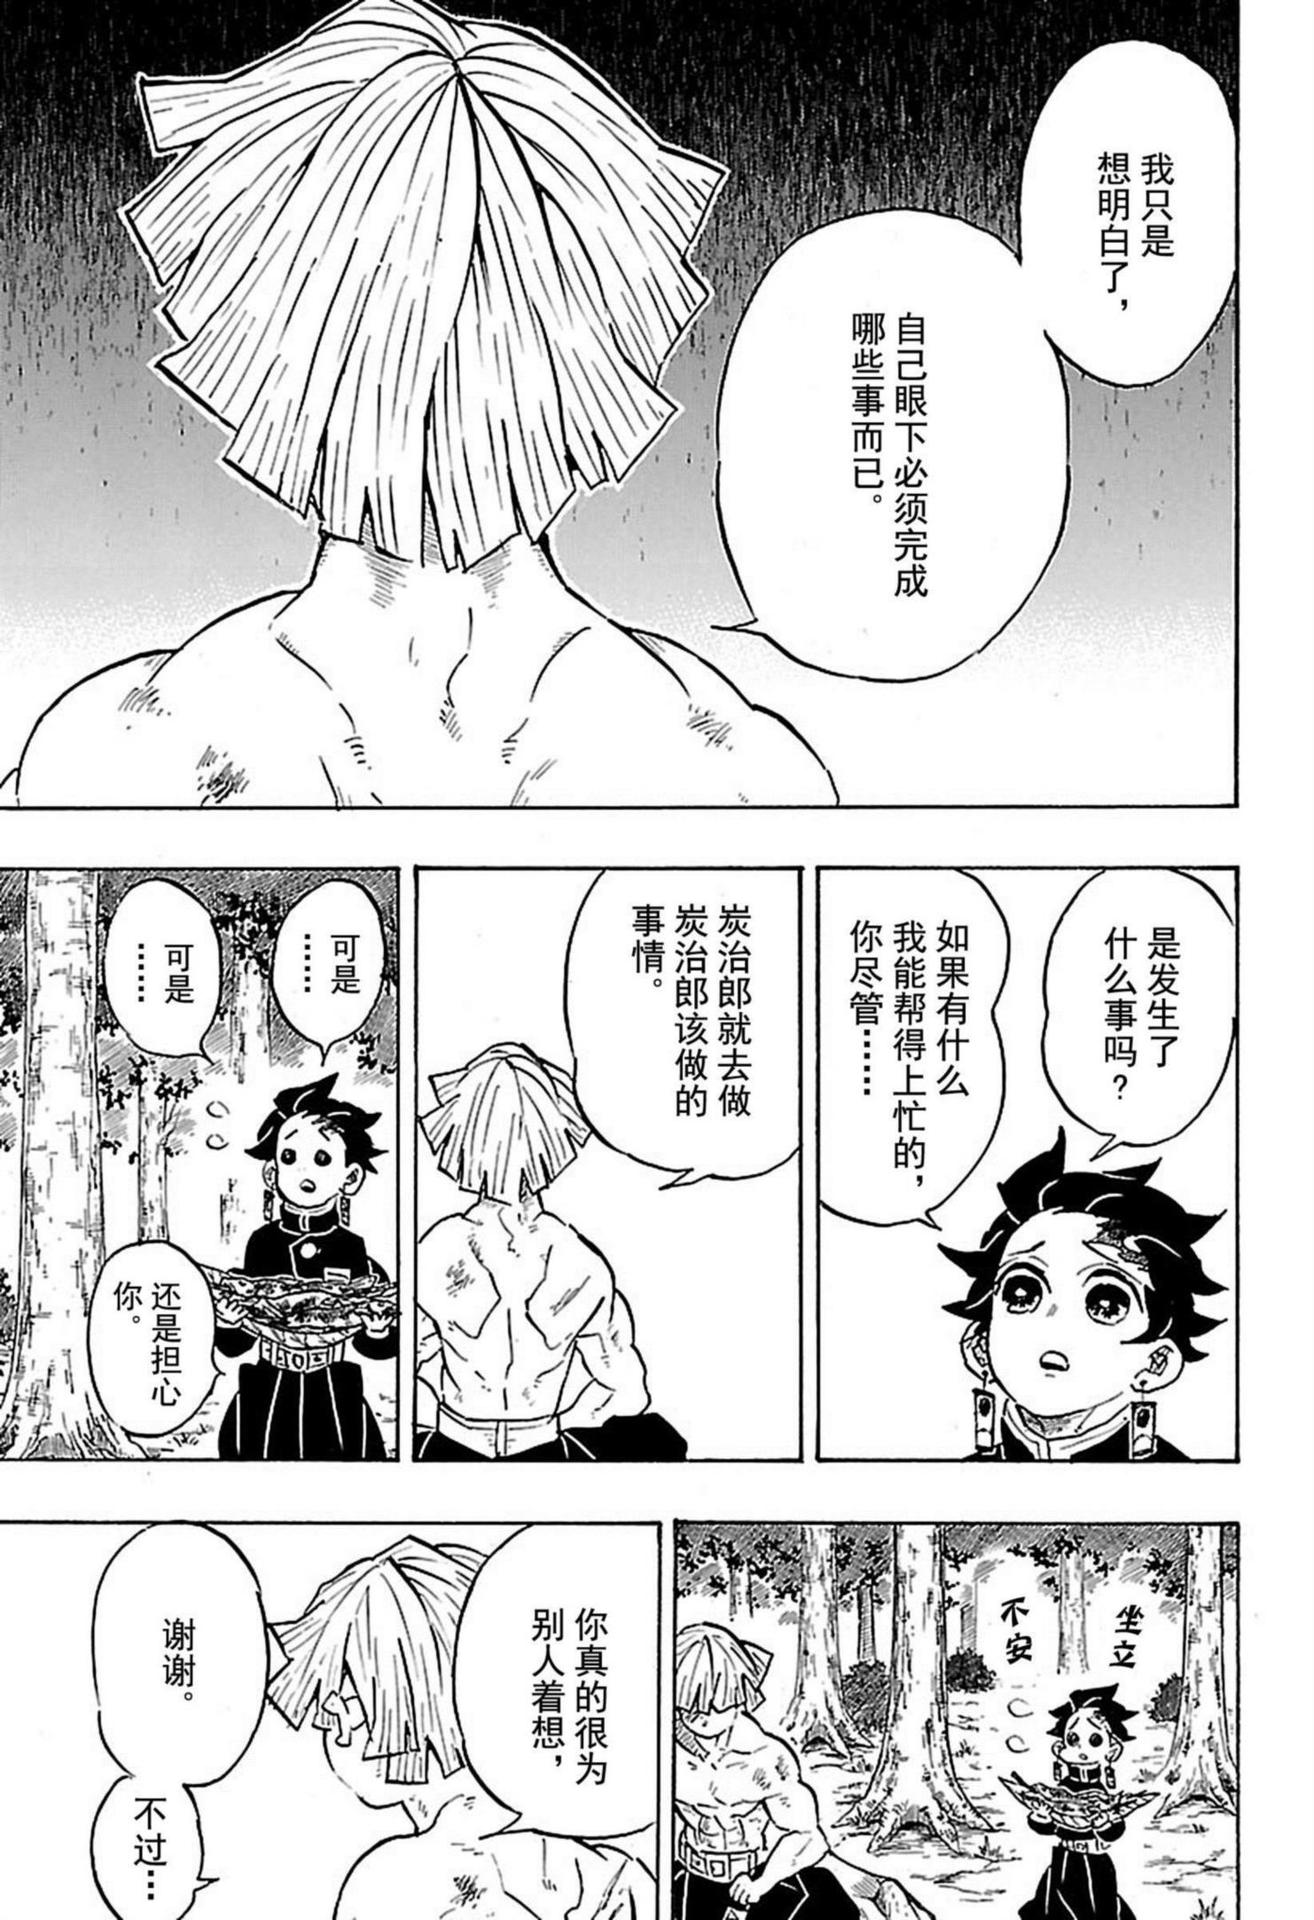 我只是
想明白了，
自己眼下必须完成
哪些事而已。
是发生了
什么事吗？
如果有什么
我能帮得上忙的，
你尽管……
炭治郎就去做
炭治郎该做的
事情。
可是
……
可是
……
还是担心
你。
坐立
不安
你真的很为
别人着想，
谢谢。
不过…